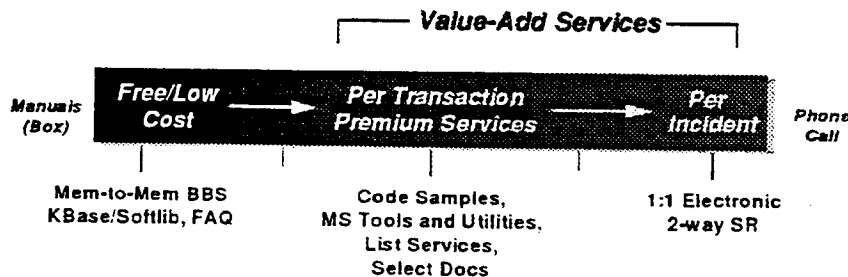 Value-Add Services
Manuals
(Box)
Free/Low
Cost
Per Transaction
Premium Services
Per
Incident
Phone
Call
Mem-to-Mem BBS
KBase/Softlib, FAQ
Code Samples,
MS Tools and Utilities,
List Services,
Select Docs
1:1 Electronic
2-way SR